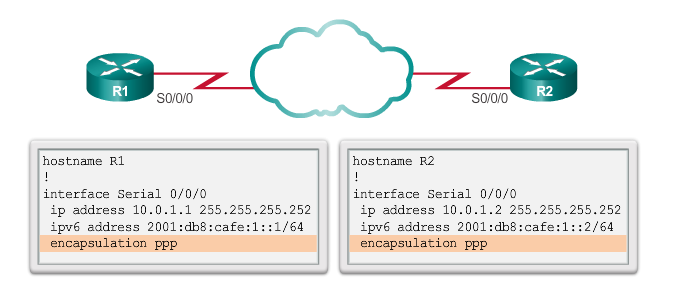 R1
S0/0/0
S0/0/0
R2
hostname R1
!
interface Serial 0/0/0
ip address 10.0.1.1 255.255.255.252
ipv6 address 2001:db8:cafe:1::1/64
encapsulation ppp
hostname R2
!
interface Serial 0/0/0
ip address 10.0.1.2 255.255.255.252
ipv6 address 2001:db8:cafe:1::2/64
encapsulation ppp